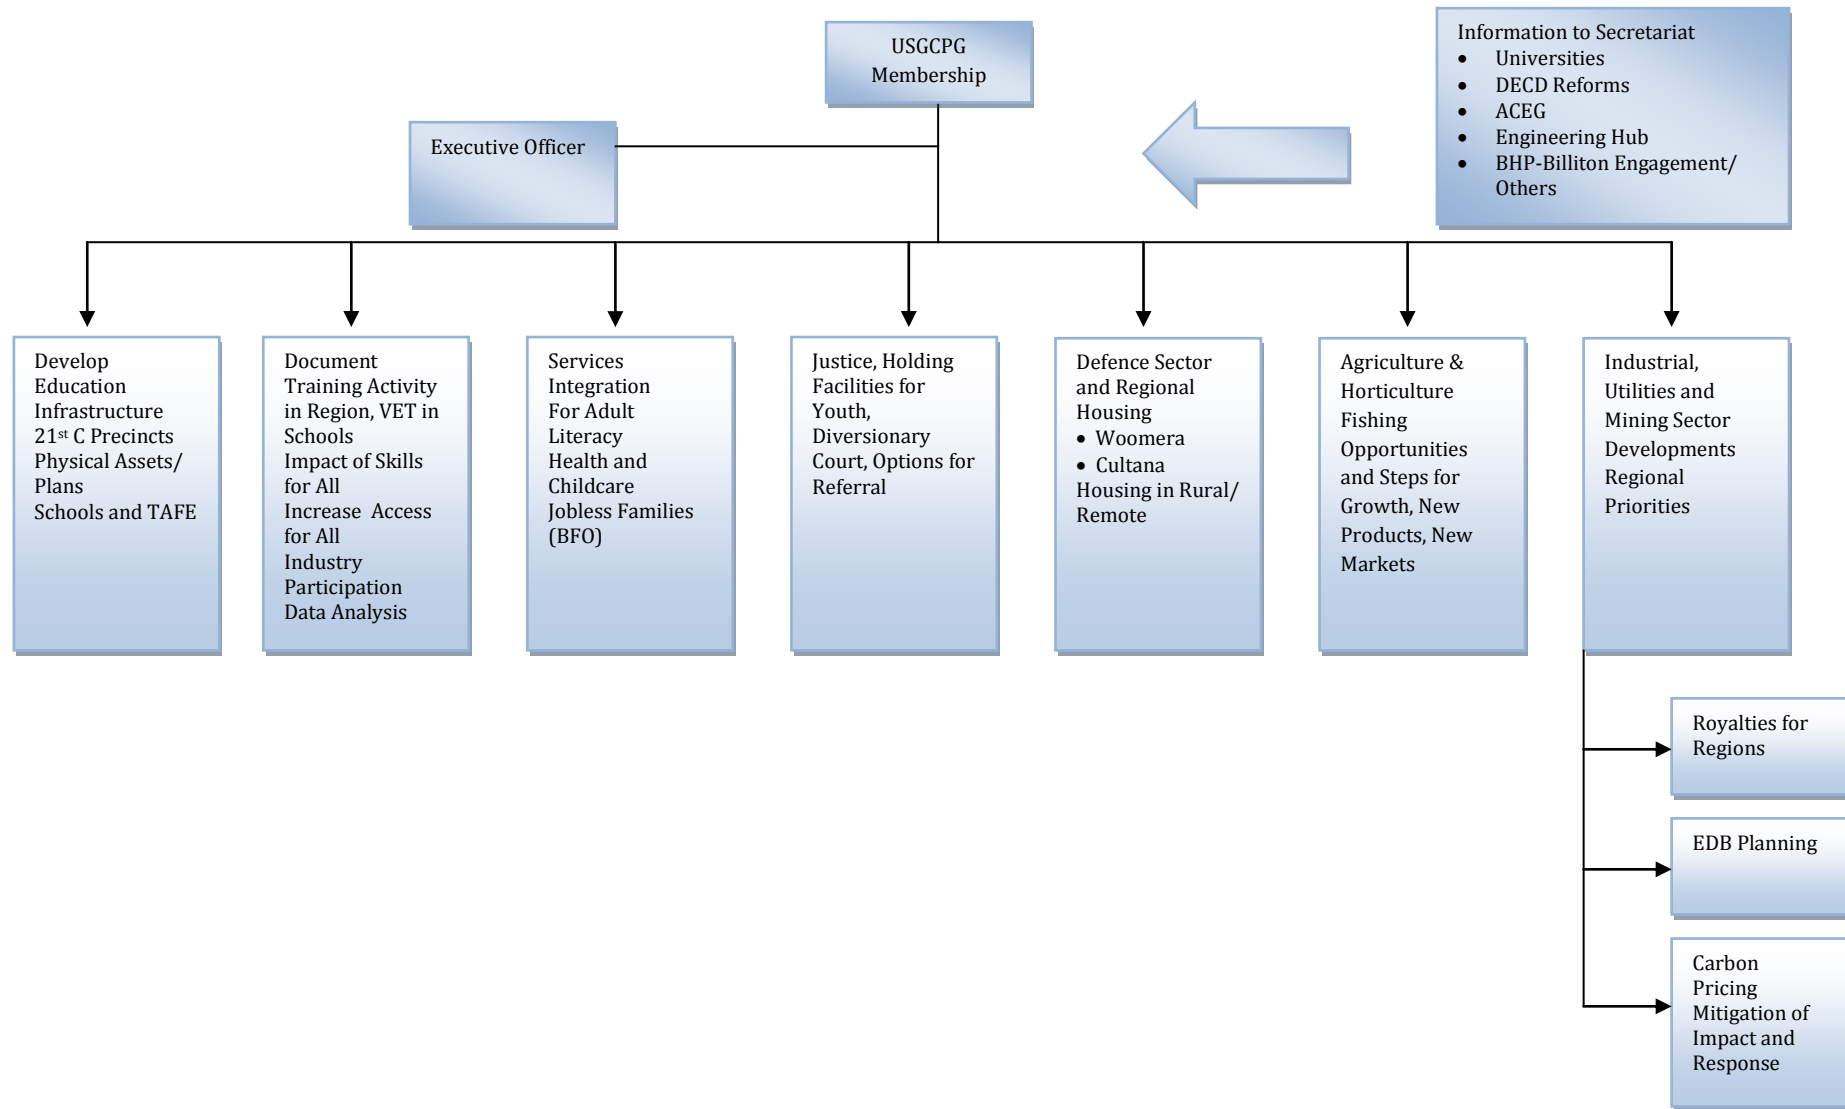 USGCPG
Membership
Information to Secretariat
• Universities
• DECD Reforms
• ACEG
• Engineering Hub
• BHP-Billiton Engagement/
Others
Executive Officer
Develop
Education
Infrastructure
21st C Precincts
Physical Assets/
Plans
Schools and TAFE
Document
Training Activity
in Region, VET in
Schools
Impact of Skills
for All
Increase Access
for All
Industry
Participation
Data Analysis
Services
Integration
For Adult
Literacy
Health and
Childcare
Jobless Families
(BFO)
Justice, Holding
Facilities for
Youth,
Diversionary
Court, Options for
Referral
Defence Sector
and Regional
Housing
• Woomera
• Cultana
Housing in Rural/
Remote
Agriculture &
Horticulture
Fishing
Opportunities
and Steps for
Growth, New
Products, New
Markets
Industrial,
Utilities and
Mining Sector
Developments
Regional
Priorities
Royalties for
Regions
EDB Planning
Carbon
Pricing
Mitigation of
Impact and
Response